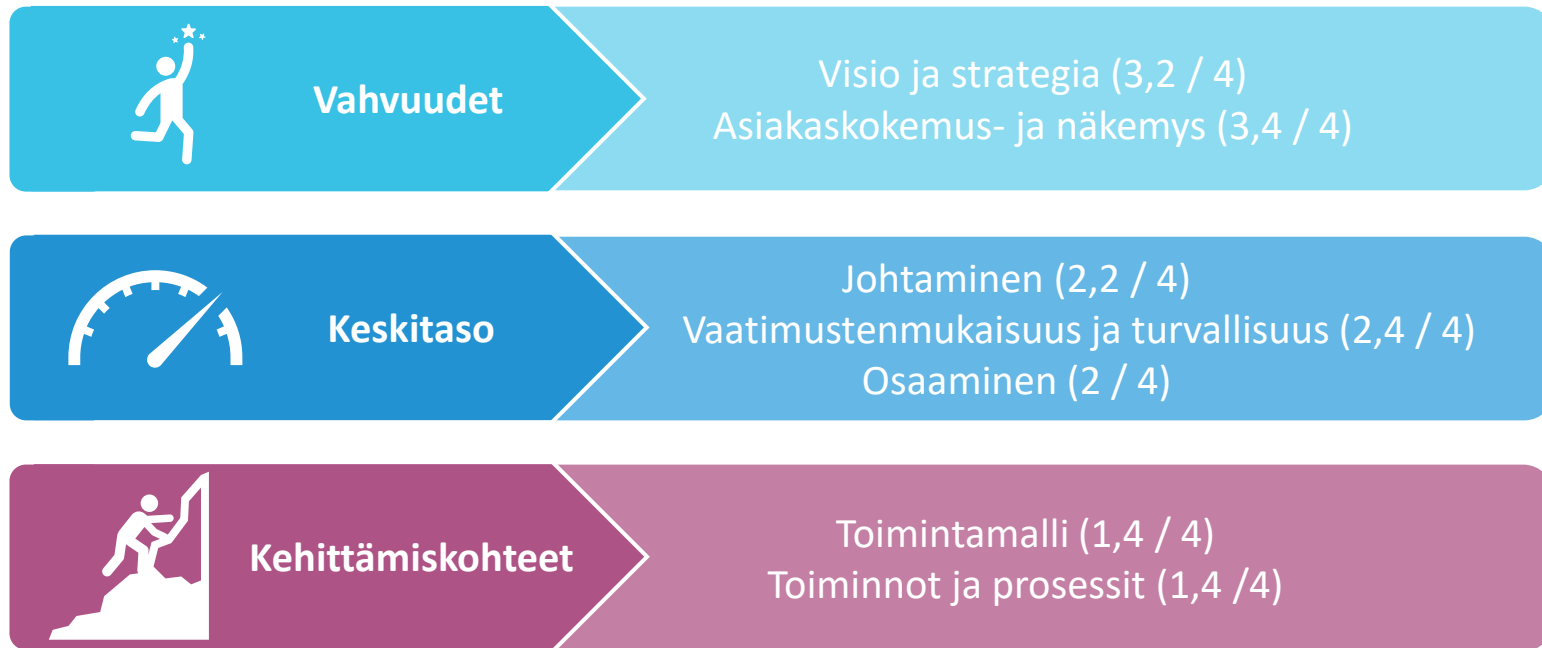 Vahvuudet
Visio ja strategia (3,2 / 4)
Asiakaskokemus- ja näkemys (3,4 / 4)
Keskitaso
Johtaminen (2,2 / 4)
Vaatimustenmukaisuus ja turvallisuus (2,4 / 4)
Osaaminen (2 / 4)
Kehittämiskohteet
Toimintamalli (1,4 / 4)
Toiminnot ja prosessit (1,4 /4)